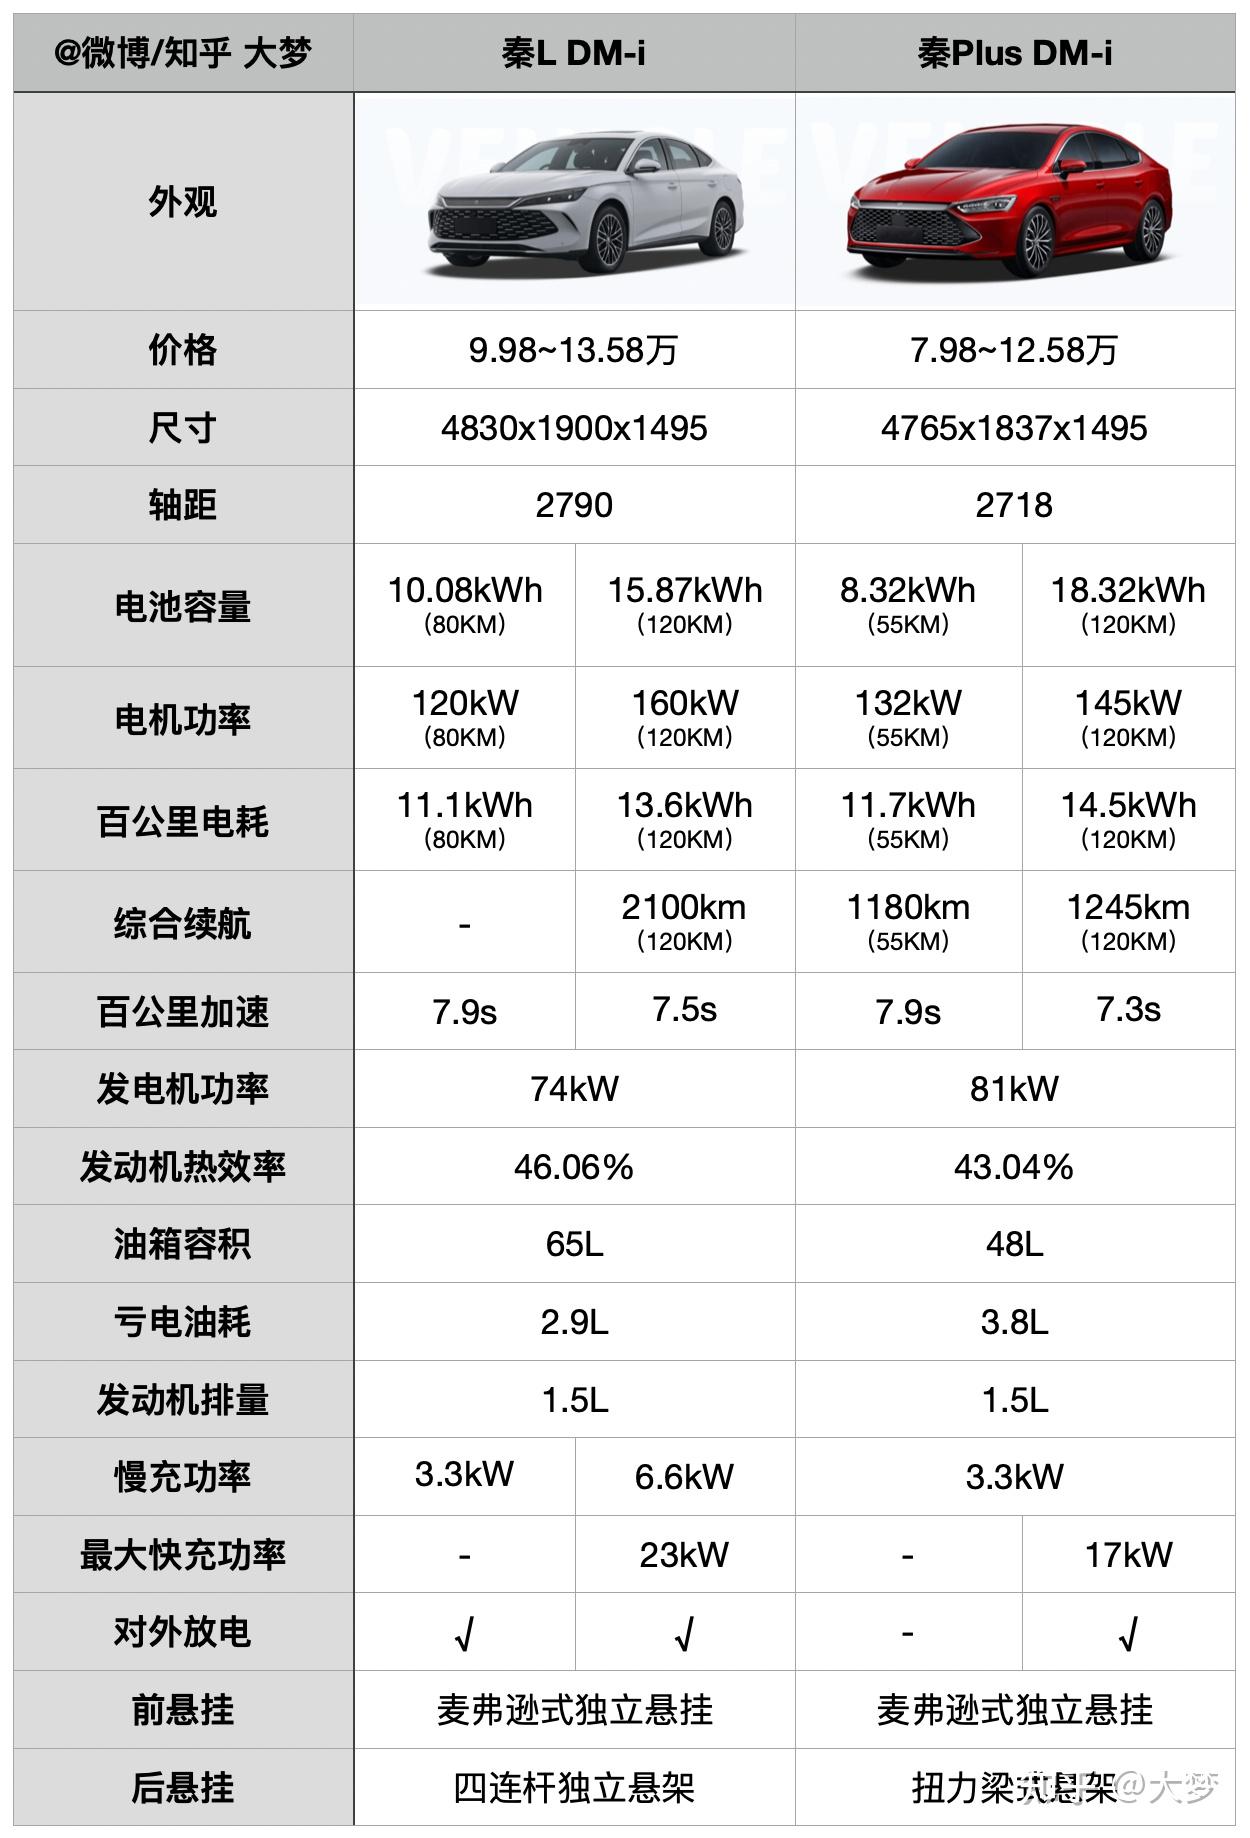 @微博/知乎 大梦 秦L DM-i 秦Plus DM-i
外观
价格 9.98~13.58万 7.98~12.58万
尺寸 4830x1900x1495 4765x1837x1495
轴距 2790 2718
电池容量 10.08kWh 15.87kWh 8.32kWh 18.32kWh
(80KM) (120KM) (55KM) (120KM)
电机功率 120kW 160kW 132kW 145kW
(80KM) (120KM) (55KM) (120KM)
百公里电耗 11.1kWh 13.6kWh 11.7kWh 14.5kWh
(80KM) (120KM) (55KM) (120KM)
综合续航 - 2100km 1180km 1245km
(120KM) (55KM) (120KM)
百公里加速 7.9s 7.5s 7.9s 7.3s
发电机功率 74kW 81kW
发动机热效率 46.06% 43.04%
油箱容积 65L 48L
亏电油耗 2.9L 3.8L
发动机排量 1.5L 1.5L
慢充功率 3.3kW 6.6kW 3.3kW
最大快充功率 - 23kW - 17kW
对外放电 √ √ - √
前悬挂 麦弗逊式独立悬挂 麦弗逊式独立悬挂
后悬挂 四连杆独立悬架 扭力梁式悬架
知乎 @大梦